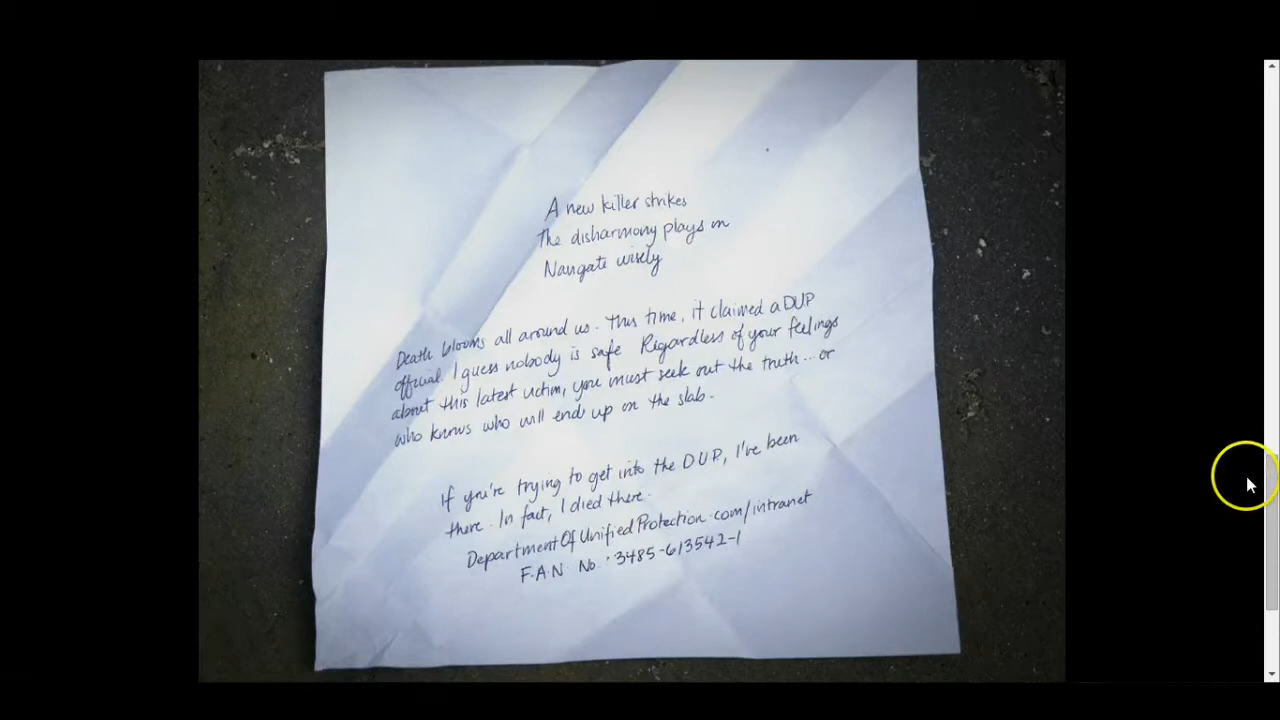 A new killer strikes
The disharmony plays on
Navigate wisely
Death blooms all around us. This time, it claimed a DUP
official. I guess nobody is safe Regardless of your feelings
about this latest victim, you must seek out the truth... or
who knows who will end up on the slab.
If you're trying to get into the DUP, I've been
there. In fact, I died there.
DepartmentOfUnifiedProtection.com/intranet
F.A.N No.: 3485-613542-1